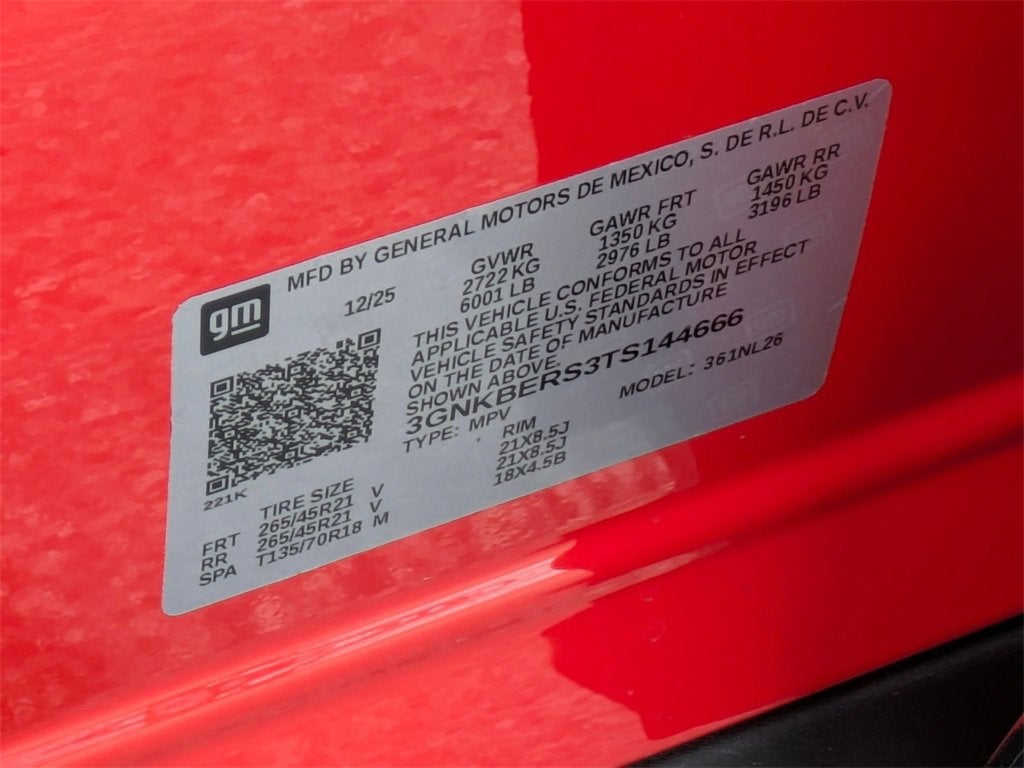 MFD BY GENERAL MOTORS DE MEXICO, S. DE R.L. DE C.V.
gm
12/25
GVWR
2722 KG
6001 LB
GAWR FRT
1350 KG
2976 LB
GAWR RR
1450 KG
3196 LB
THIS VEHICLE CONFORMS TO ALL
APPLICABLE U.S. FEDERAL MOTOR
VEHICLE SAFETY STANDARDS IN EFFECT
ON THE DATE OF MANUFACTURE
SHOWN ABOVE.
3GNKBERS3TS144666
TYPE: MPV
MODEL: 361NL26
221K
TIRE SIZE RIM
FRT 265/45R21 V 21X8.5J
RR 265/45R21 V 21X8.5J
SPA T135/70R18 M 18X4.5B